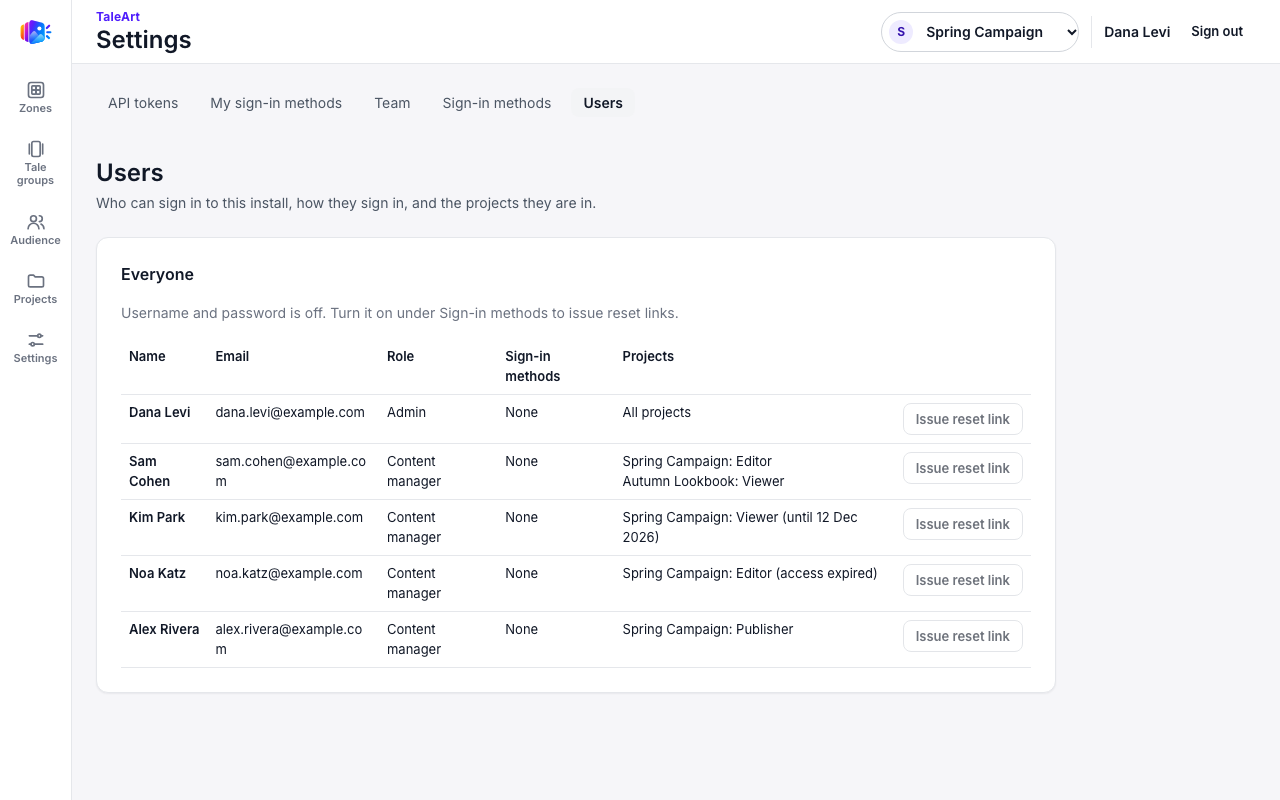 TaleArt
Settings
S Spring Campaign
Dana Levi
Sign out
Zones
Tale
groups
Audience
Projects
Settings
API tokens My sign-in methods Team Sign-in methods Users
Users
Who can sign in to this install, how they sign in, and the projects they are in.
Everyone
Username and password is off. Turn it on under Sign-in methods to issue reset links.
Name Email Role Sign-in methods Projects
Dana Levi dana.levi@example.com Admin None All projects Issue reset link
Sam sam.cohen@example.co Content None Spring Campaign: Editor Issue reset link
Cohen m manager Autumn Lookbook: Viewer
Kim Park kim.park@example.com Content None Spring Campaign: Viewer (until 12 Dec Issue reset link
manager 2026)
Noa Katz noa.katz@example.com Content None Spring Campaign: Editor (access expired) Issue reset link
manager
Alex Rivera alex.rivera@example.co Content None Spring Campaign: Publisher Issue reset link
m manager